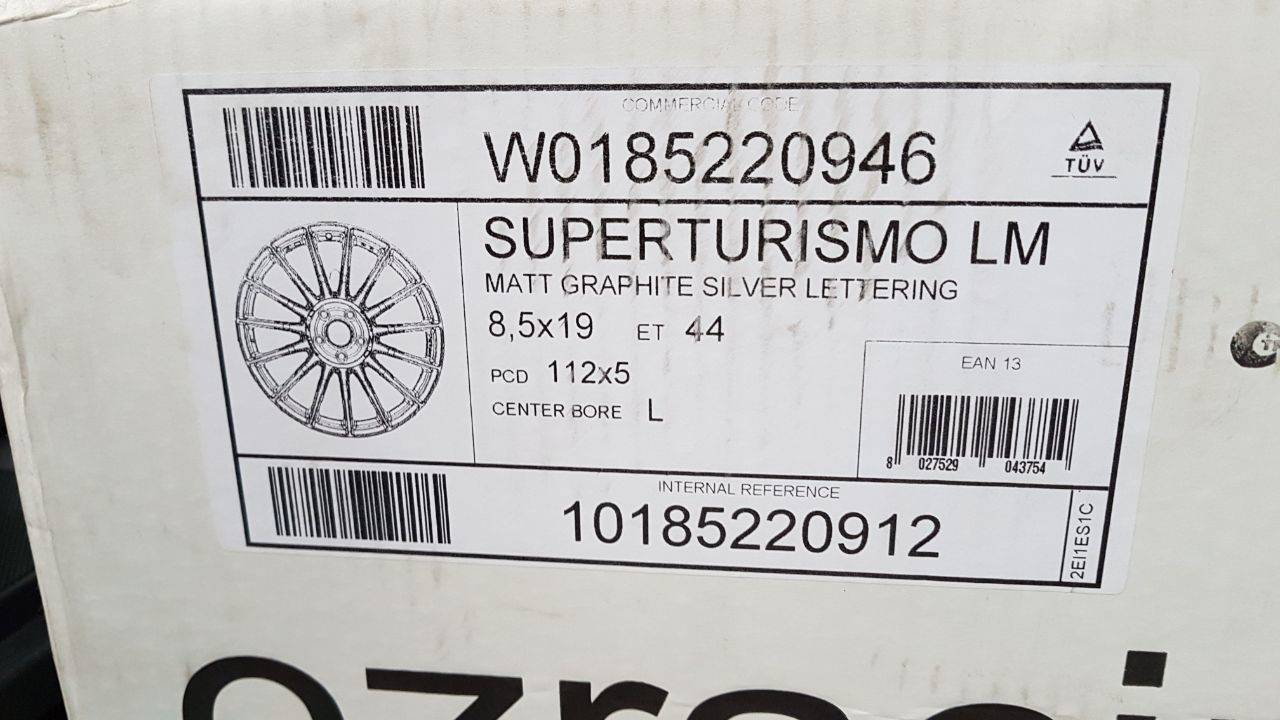 COMMERCIAL CODE
W0185220946
TÜV
SUPERTURISMO LM
MATT GRAPHITE SILVER LETTERING
8,5x19 ET 44
PCD 112x5
CENTER BORE L
EAN 13
8 027529 043754
INTERNAL REFERENCE
10185220912
2EI1ES1C